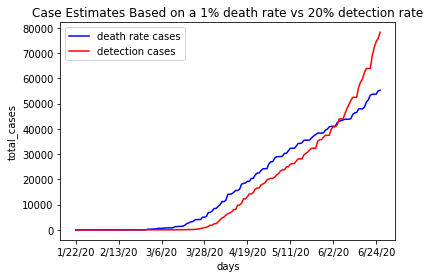 Case Estimates Based on a 1% death rate vs 20% detection rate
death rate cases
detection cases
total_cases
80000
70000
60000
50000
40000
30000
20000
10000
0
1/22/20 2/13/20 3/6/20 3/28/20 4/19/20 5/11/20 6/2/20 6/24/20
days